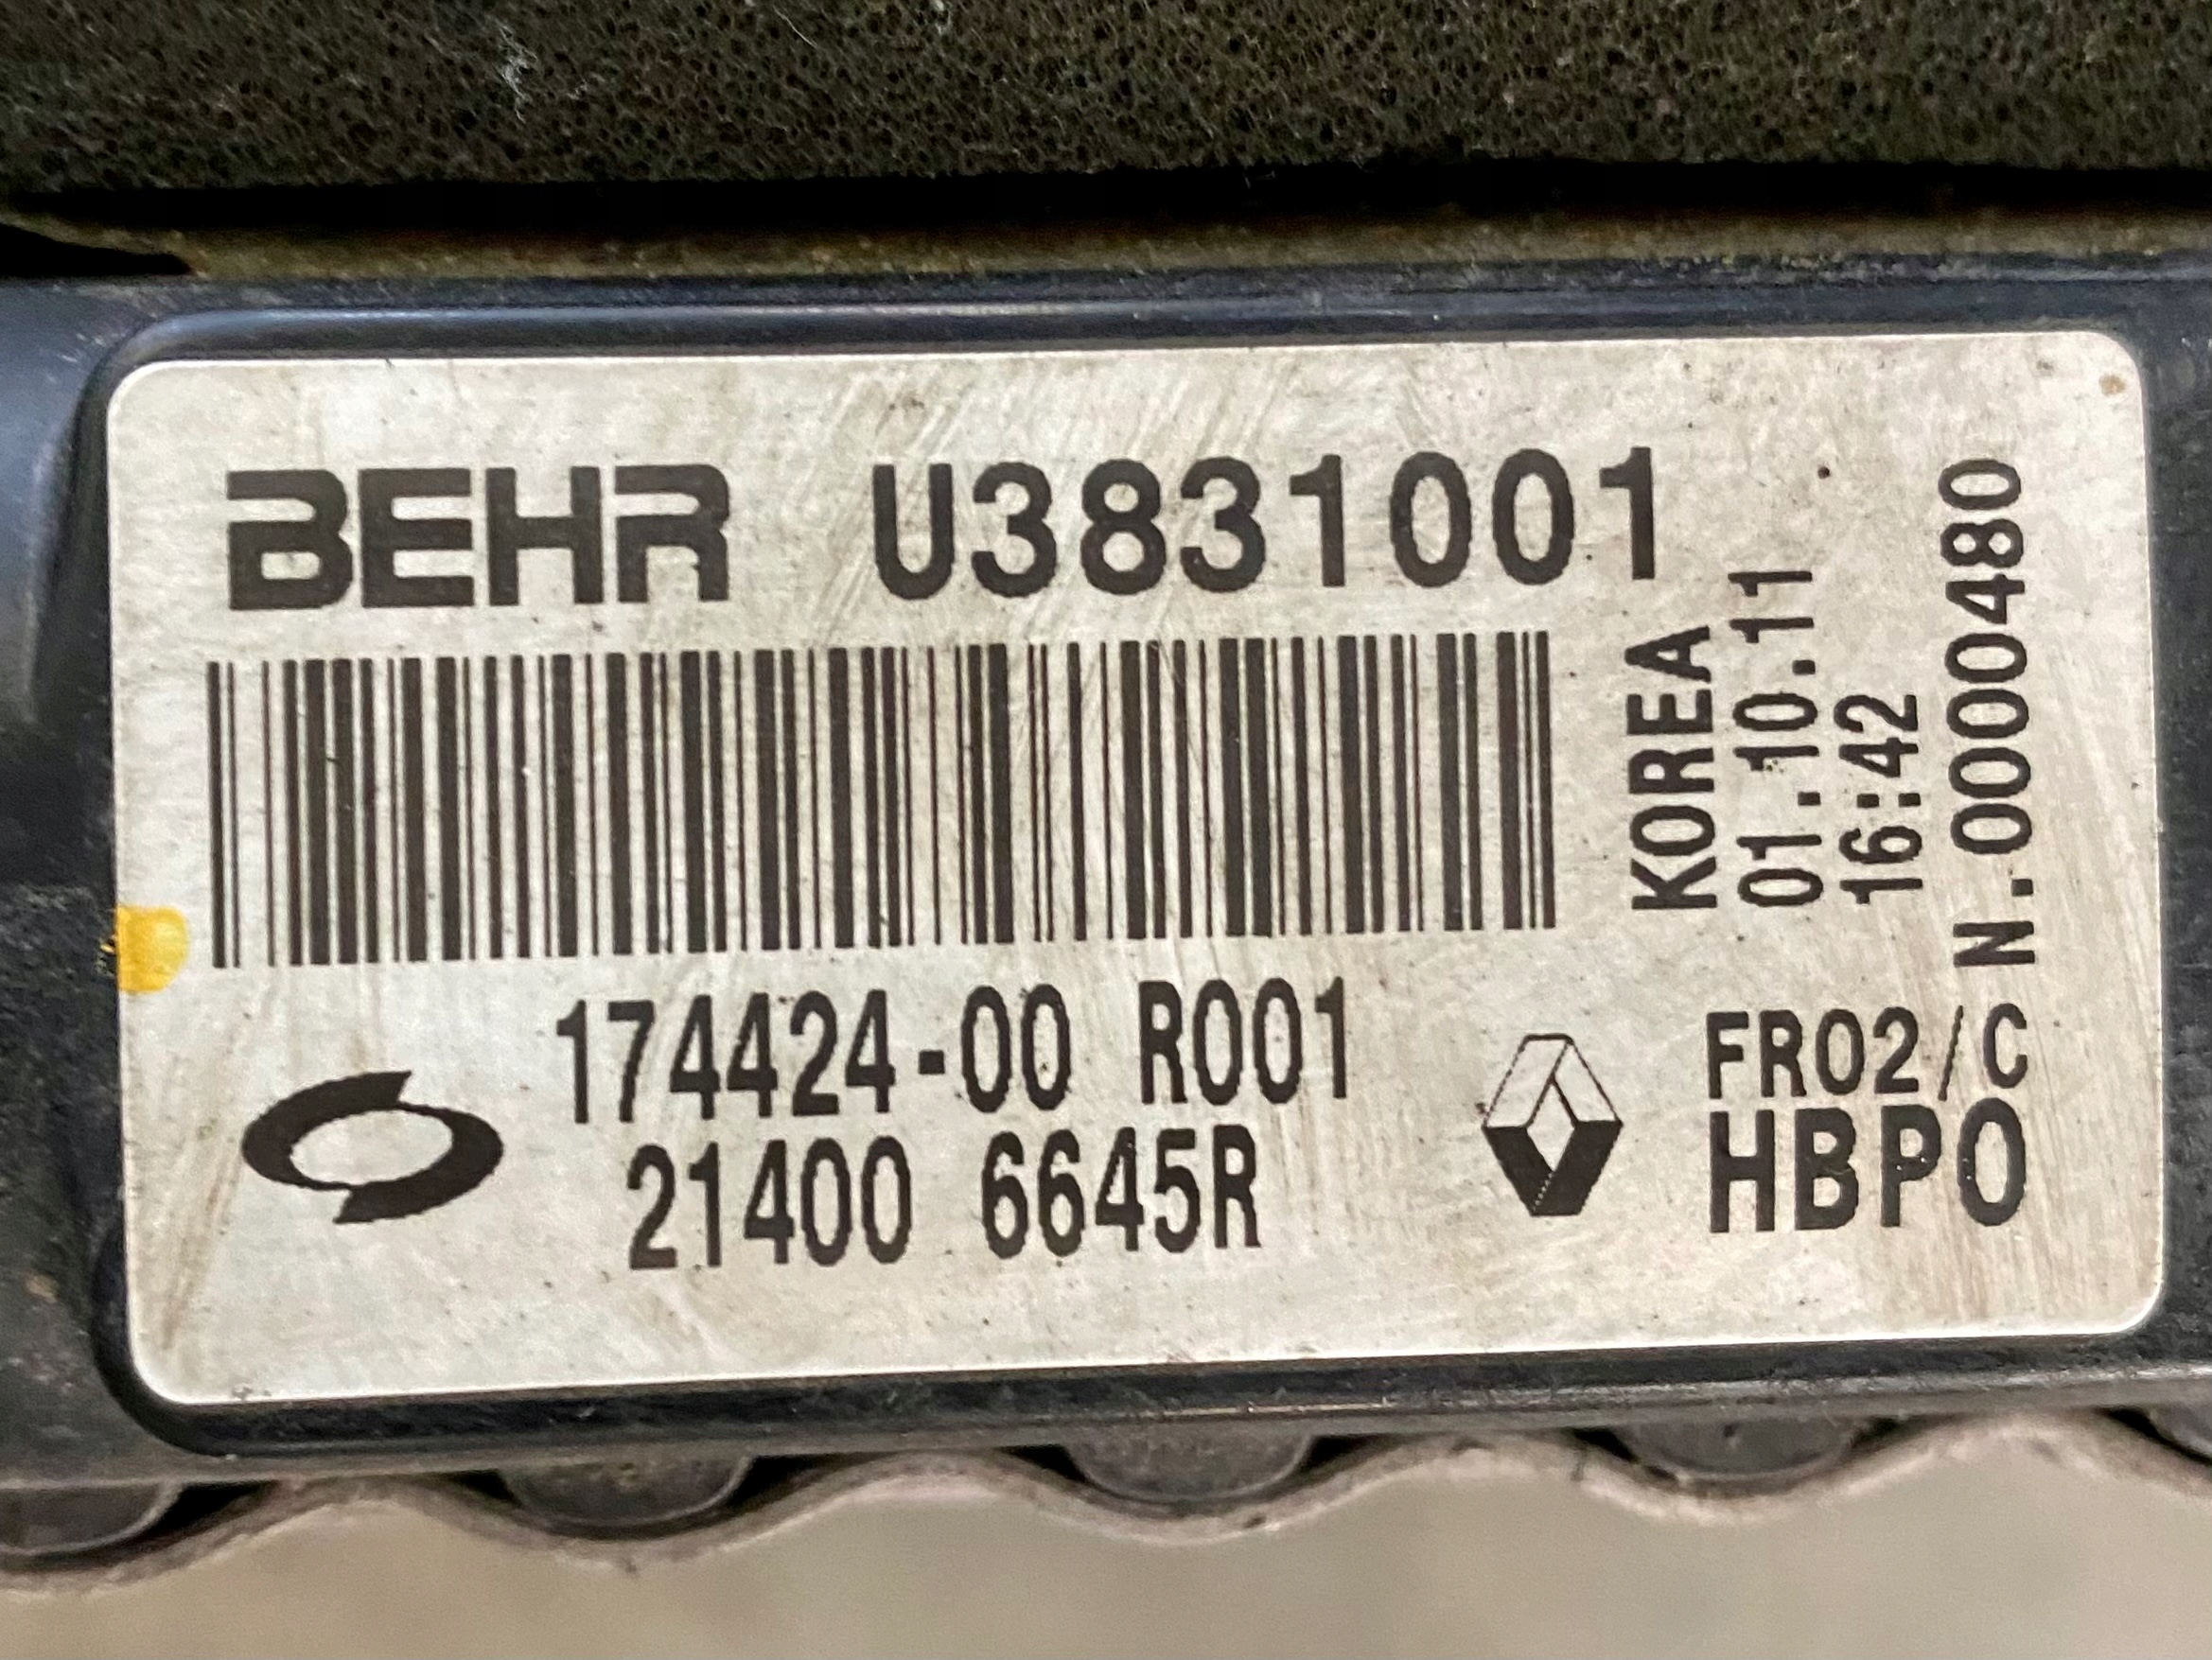 BEHR U3831001
KOREA
01.10.11
16:42
N.0000480
174424-00 R001
21400 6645R
FR02/C
HBPO